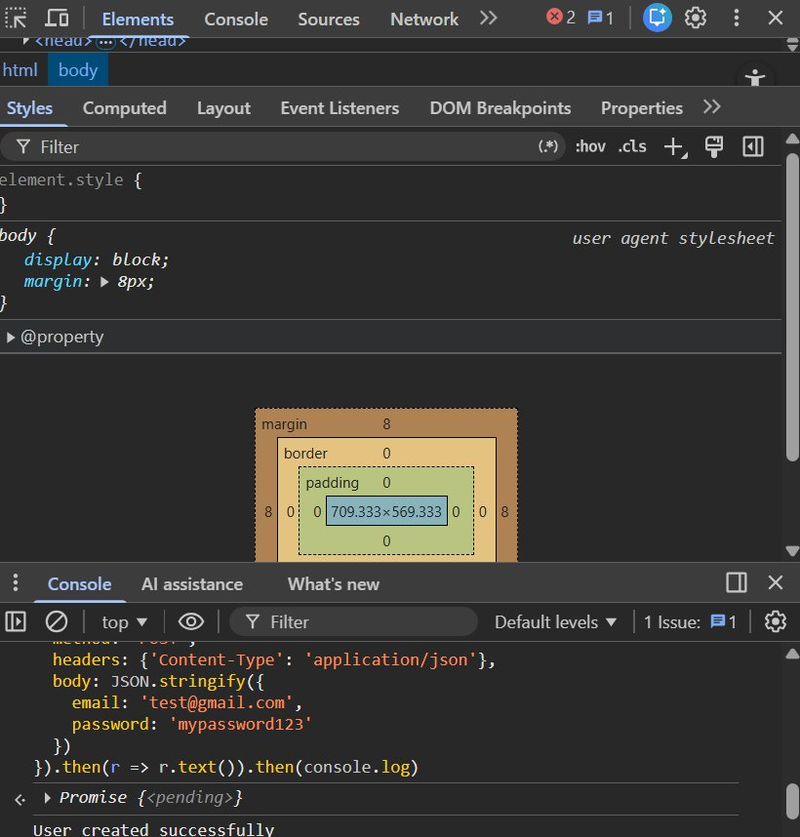 Elements Console Sources Network 2 1
<head> … </head>
html body
Styles Computed Layout Event Listeners DOM Breakpoints Properties
Filter (.*) :hov .cls
element.style {
}
body { user agent stylesheet
display: block;
margin: 8px;
}
@property
margin 8
border 0
padding 0
8 0 0 709.333×569.333 0 0 8
0
Console AI assistance What's new
top Filter Default levels 1 Issue: 1
headers: {'Content-Type': 'application/json'},
body: JSON.stringify({
email: 'test@gmail.com',
password: 'mypassword123'
})
}).then(r => r.text()).then(console.log)
Promise {<pending>}
User created successfully